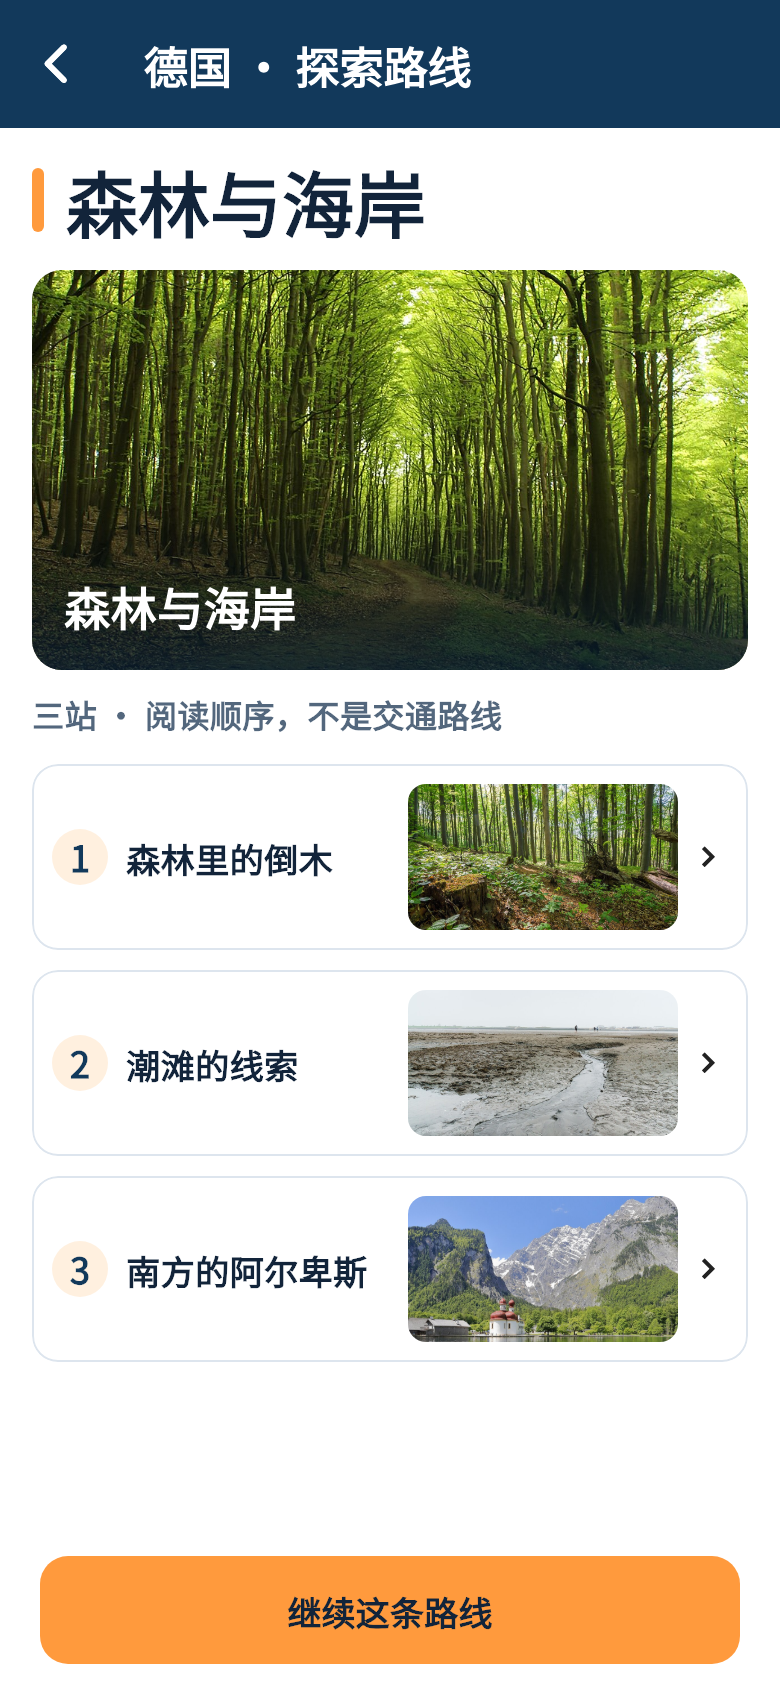 德国 · 探索路线
森林与海岸
森林与海岸
三站 · 阅读顺序，不是交通路线
1 森林里的倒木
2 潮滩的线索
3 南方的阿尔卑斯
继续这条路线